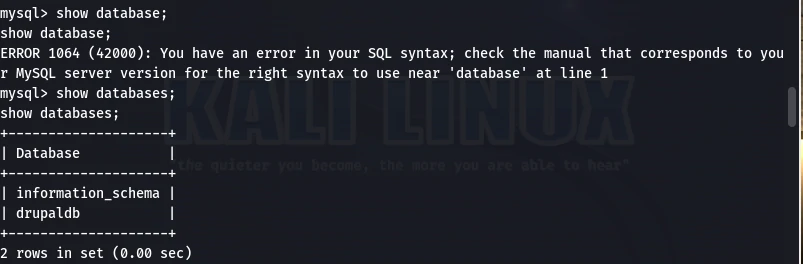 mysql> show database;
show database;
ERROR 1064 (42000): You have an error in your SQL syntax; check the manual that corresponds to you
r MySQL server version for the right syntax to use near 'database' at line 1
mysql> show databases;
show databases;
+--------------------+
| Database           |
+--------------------+
| information_schema |
| drupaldb           |
+--------------------+
2 rows in set (0.00 sec)
KALI LINUX
"the quieter you become, the more you are able to hear"